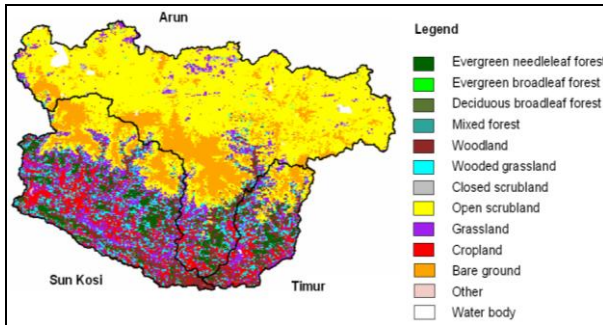 Arun
Legend
Evergreen needleleaf forest
Evergreen broadleaf forest
Deciduous broadleaf forest
Mixed forest
Woodland
Wooded grassland
Closed scrubland
Open scrubland
Grassland
Cropland
Bare ground
Other
Water body
Sun Kosi
Timur